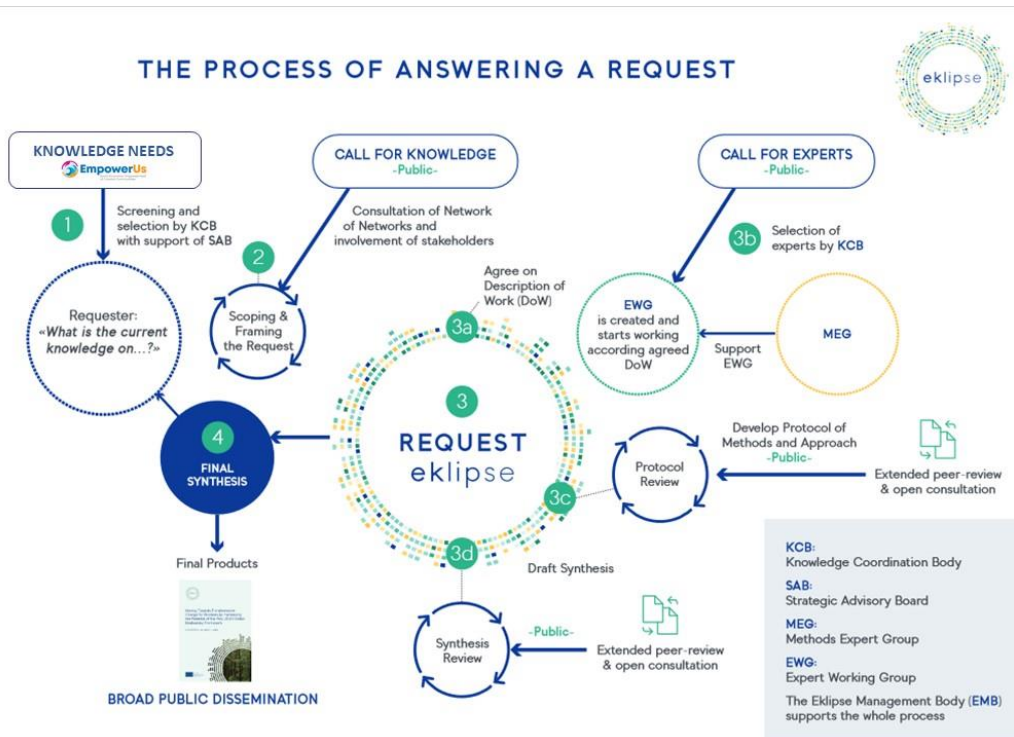 THE PROCESS OF ANSWERING A REQUEST
eklipse
KNOWLEDGE NEEDS
EmpowerUs
1
Screening and
selection by KCB
with support of SAB
Requester:
«What is the current
knowledge on...?»
CALL FOR KNOWLEDGE
-Public-
Consultation of Network
of Networks and
involvement of stakeholders
2
Scoping &
Framing
the Request
CALL FOR EXPERTS
-Public-
3b
Selection of
experts by KCB
EWG
is created and
starts working
according agreed
DoW
Support
EWG
MEG
Agree on
Description of
Work (DoW)
3a
3
REQUEST
eklipse
3c
Protocol
Review
Develop Protocol of
Methods and Approach
-Public-
Extended peer-review
& open consultation
3d
Draft Synthesis
Synthesis
Review
-Public-
Extended peer-review
& open consultation
4
FINAL
SYNTHESIS
Final Products
BROAD PUBLIC DISSEMINATION
KCB:
Knowledge Coordination Body
SAB:
Strategic Advisory Board
MEG:
Methods Expert Group
EWG:
Expert Working Group
The Eklipse Management Body (EMB)
supports the whole process